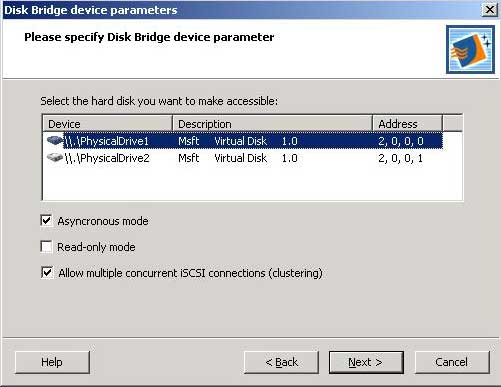 Disk Bridge device parameters
Please specify Disk Bridge device parameter
Select the hard disk you want to make accessible:
Device Description Address
\\.\PhysicalDrive1 Msft Virtual Disk 1.0 2, 0, 0, 0
\\.\PhysicalDrive2 Msft Virtual Disk 1.0 2, 0, 0, 1
Asyncronous mode
Read-only mode
Allow multiple concurrent iSCSI connections (clustering)
Help < Back Next > Cancel